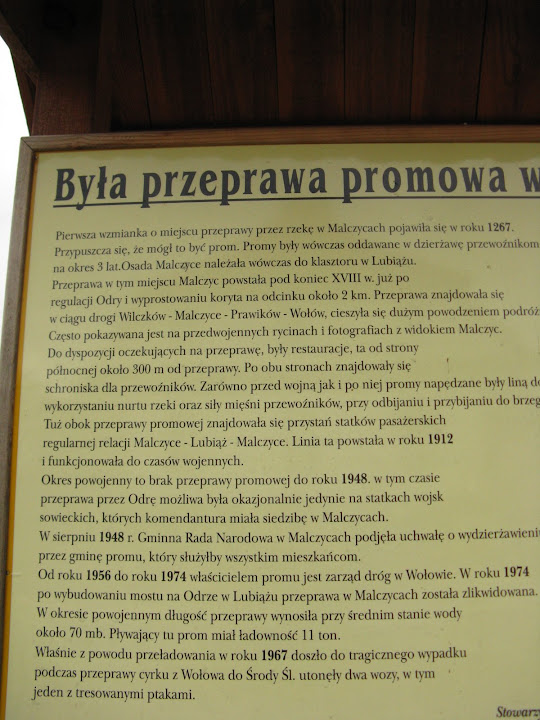 Była przeprawa promowa w
Pierwsza wzmianka o miejscu przeprawy przez rzekę w Malczycach pojawiła się w roku 1267.
Przypuszcza się, że mógł to być prom. Promy były wówczas oddawane w dzierżawę przewoźnikom
na okres 3 lat.Osada Malczyce należała wówczas do klasztoru w Lubiążu.
Przeprawa w tym miejscu Malczyc powstała pod koniec XVIII w. już po
regulacji Odry i wyprostowaniu koryta na odcinku około 2 km. Przeprawa znajdowała się
w ciągu drogi Wilczków - Malczyce - Prawików - Wołów, cieszyła się dużym powodzeniem podróż
Często pokazywana jest na przedwojennych rycinach i fotografiach z widokiem Malczyc.
Do dyspozycji oczekujących na przeprawę, były restauracje, ta od strony
północnej około 300 m od przeprawy. Po obu stronach znajdowały się
schroniska dla przewoźników. Zarówno przed wojną jak i po niej promy napędzane były liną
wykorzystaniu nurtu rzeki oraz siły mięśni przewoźników, przy odbijaniu i przybijaniu do brzeg
Tuż obok przeprawy promowej znajdowała się przystań statków pasażerskich
regularnej relacji Malczyce - Lubiąż - Malczyce. Linia ta powstała w roku 1912
i funkcjonowała do czasów wojennych.
Okres powojenny to brak przeprawy promowej do roku 1948. w tym czasie
przeprawa przez Odrę możliwa była okazjonalnie jedynie na statkach wojsk
sowieckich, których komendantura miała siedzibę w Malczycach.
W sierpniu 1948 r. Gminna Rada Narodowa w Malczycach podjęła uchwałę o wydzierżawieni
przez gminę promu, który służyłby wszystkim mieszkańcom.
Od roku 1956 do roku 1974 właścicielem promu jest zarząd dróg w Wołowie. W roku 1974
po wybudowaniu mostu na Odrze w Lubiążu przeprawa w Malczycach została zlikwidowana.
W okresie powojennym długość przeprawy wynosiła przy średnim stanie wody
około 70 mb. Pływający tu prom miał ładowność 11 ton.
Właśnie z powodu przeładowania w roku 1967 doszło do tragicznego wypadku
podczas przeprawy cyrku z Wołowa do Środy Śl. utonęły dwa wozy, w tym
jeden z tresowanymi ptakami.
Stowarz